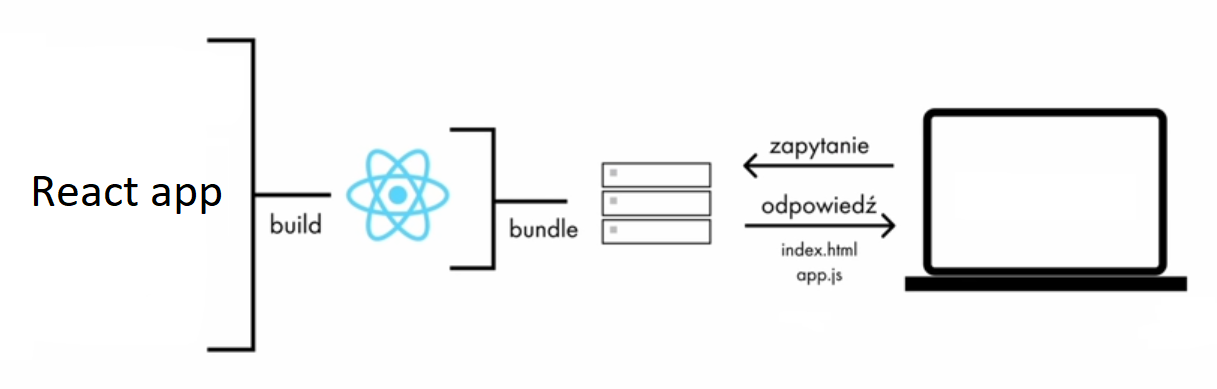 React app
build
bundle
zapytanie
odpowiedź
index.html
app.js